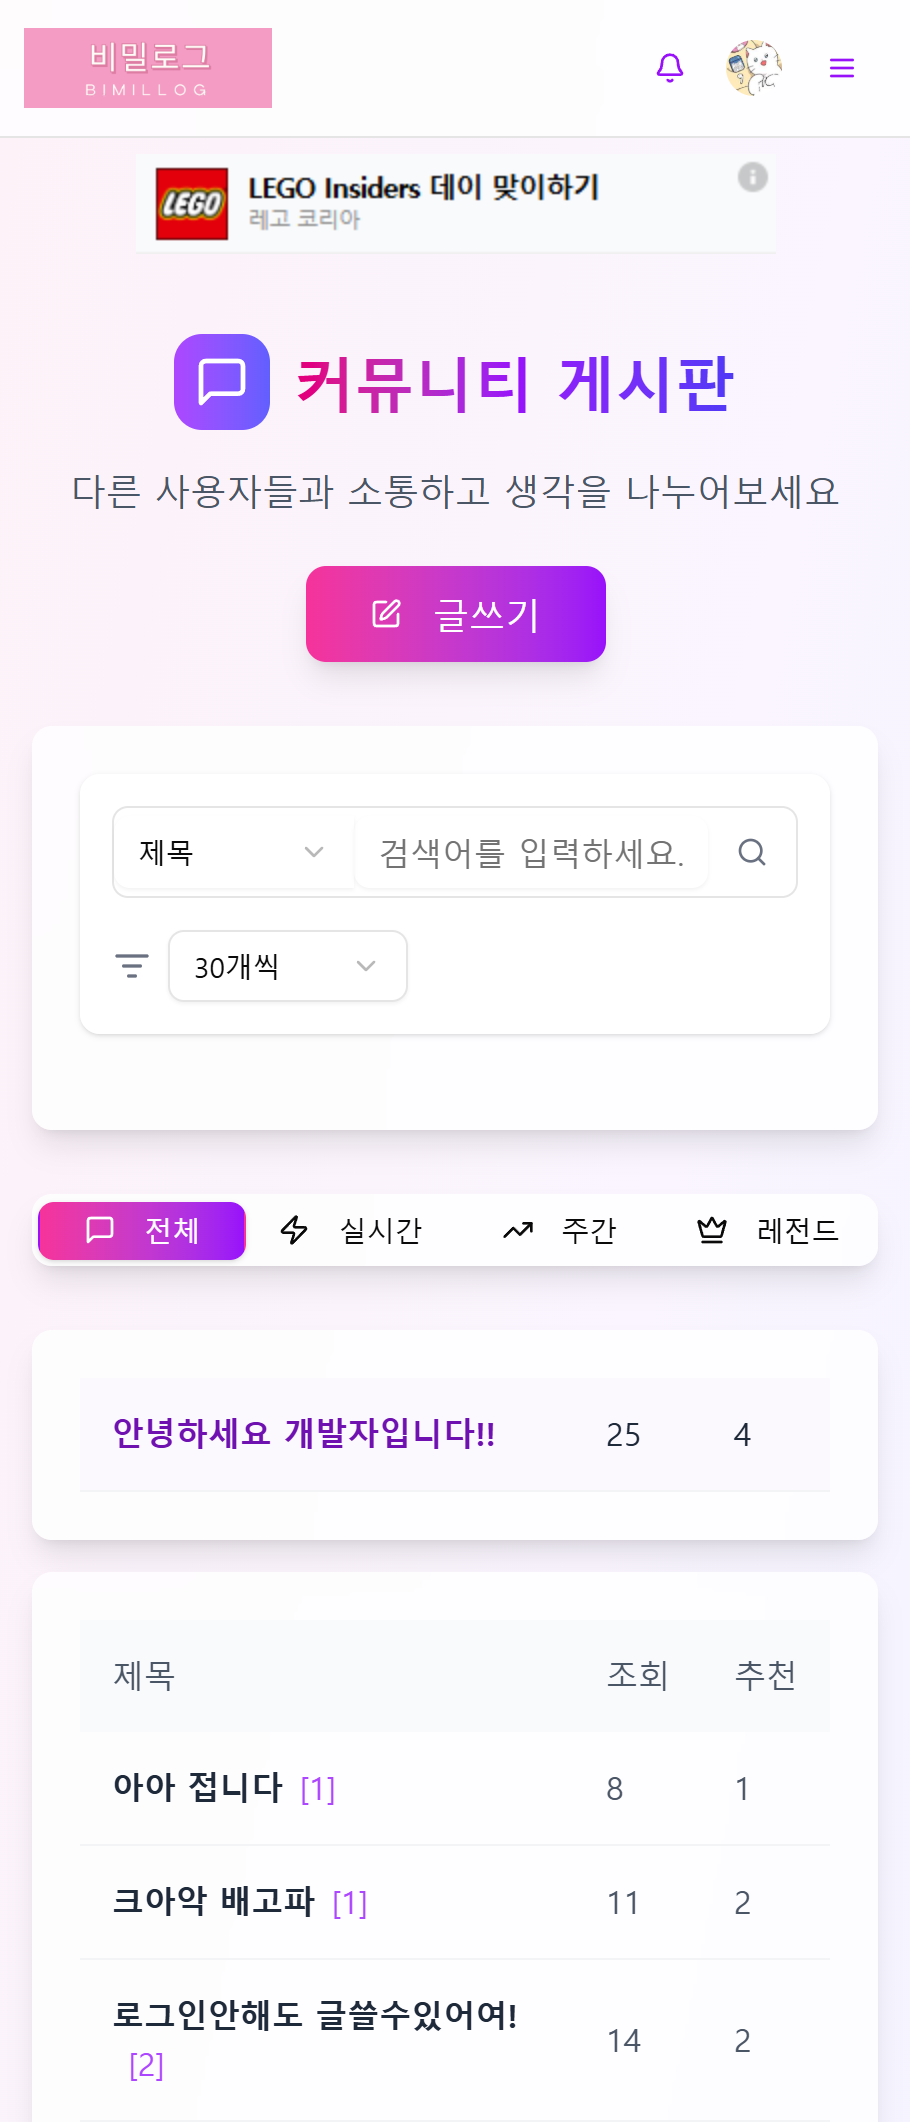 비밀로그
BIMILLOG
LEGO
LEGO Insiders 데이 맞이하기
레고 코리아
커뮤니티 게시판
다른 사용자들과 소통하고 생각을 나누어보세요
글쓰기
제목 검색어를 입력하세요.
30개씩
전체 실시간 주간 레전드
안녕하세요 개발자입니다!! 25 4
제목 조회 추천
아아 접니다 [1] 8 1
크아악 배고파 [1] 11 2
로그인안해도 글쓸수있어여!
[2] 14 2